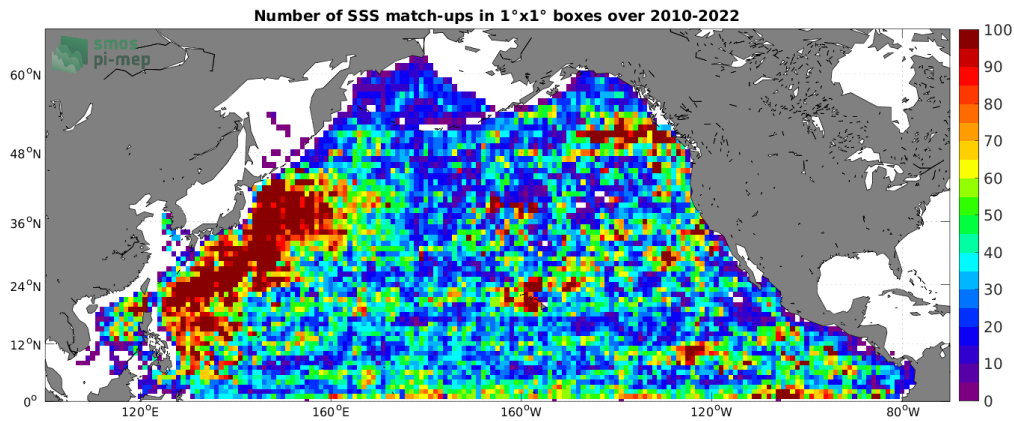 Number of SSS match-ups in 1°x1° boxes over 2010-2022
smos
pi-mep
100
90
80
70
60
50
40
30
20
10
0
60°N
48°N
36°N
24°N
12°N
0°
120°E
160°E
160°W
120°W
80°W